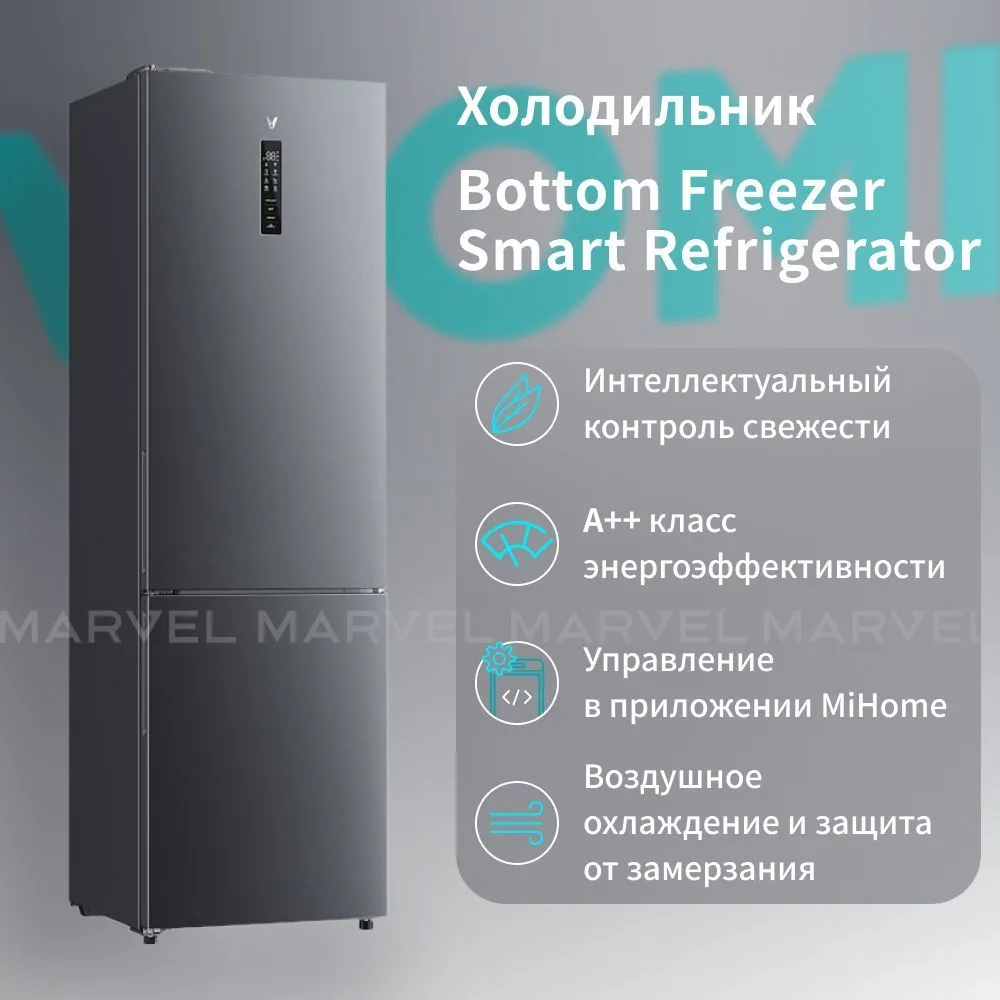 VIOMI
Холодильник
Bottom Freezer
Smart Refrigerator
Интеллектуальный
контроль свежести
A++ класс
энергоэффективности
MARVEL MARVEL MARVEL MARVEL
Управление
в приложении MiHome
</>
Воздушное
охлаждение и защита
от замерзания